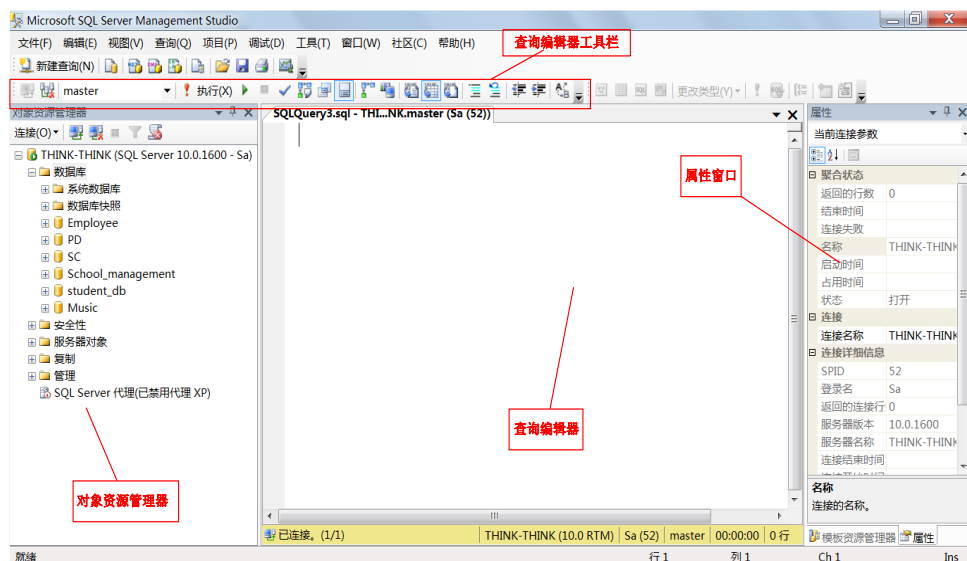 Microsoft SQL Server Management Studio
文件(F) 编辑(E) 视图(V) 查询(Q) 项目(P) 调试(D) 工具(T) 窗口(W) 社区(C) 帮助(H)
查询编辑器工具栏
新建查询(N)
master 执行(X) 更改类型(Y)
对象资源管理器
连接(O)
THINK-THINK (SQL Server 10.0.1600 - Sa)
数据库
系统数据库
数据库快照
Employee
PD
SC
School_management
student_db
Music
安全性
服务器对象
复制
管理
SQL Server 代理(已禁用代理 XP)
对象资源管理器
SQLQuery3.sql - THI...NK.master (Sa (52))
查询编辑器
已连接。(1/1) THINK-THINK (10.0 RTM) Sa (52) master 00:00:00 0 行
属性
当前连接参数
属性窗口
聚合状态
返回的行数 0
结束时间
连接失败
名称 THINK-THINK
启动时间
占用时间
状态 打开
连接
连接名称 THINK-THINK
连接详细信息
SPID 52
登录名 Sa
返回的连接行 0
服务器版本 10.0.1600
服务器名称 THINK-THINK
连接结束时间
名称
连接的名称。
模板资源管理器 属性
就绪 行 1 列 1 Ch 1 Ins